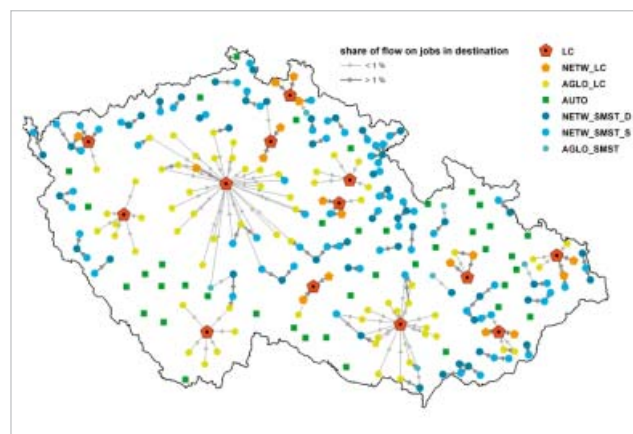 share of flow on jobs in destination
< 1 %
> 1 %
LC
NETW_LC
AGLO_LC
AUTO
NETW_SMST_D
NETW_SMST_S
AGLO_SMST